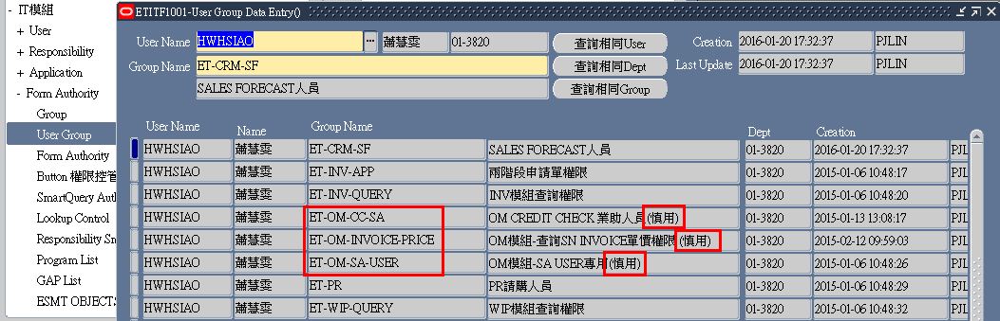 - IT模組
+ User
+ Responsibility
+ Application
- Form Authority
Group
User Group
Form Authority
Button 權限控管
SmartQuery Aut
Lookup Control
Responsibility Sn
Program List
GAP List
ESMT OBJECTS
ETITF1001-User Group Data Entry()
User Name HWHSIAO ... 蕭慧雯 01-3820 查詢相同User Creation 2016-01-20 17:32:37 PJLIN
Group Name ET-CRM-SF 查詢相同Dept Last Update 2016-01-20 17:32:37 PJLIN
SALES FORECAST人員 查詢相同Group
User Name Name Group Name Dept Creation
HWHSIAO 蕭慧雯 ET-CRM-SF SALES FORECAST人員 01-3820 2016-01-20 17:32:37 PJL
HWHSIAO 蕭慧雯 ET-INV-APP 兩階段申請單權限 01-3820 2015-01-06 10:48:17 PJL
HWHSIAO 蕭慧雯 ET-INV-QUERY INV模組查詢權限 01-3820 2015-01-06 10:48:20 PJL
HWHSIAO 蕭慧雯 ET-OM-CC-SA OM CREDIT CHECK 業助人員(慎用) 01-3820 2015-01-13 13:08:17 PJL
HWHSIAO 蕭慧雯 ET-OM-INVOICE-PRICE OM模組-查詢SN INVOICE單價權限 (慎用) 01-3820 2015-02-12 09:59:03 PJL
HWHSIAO 蕭慧雯 ET-OM-SA-USER OM模組-SA USER專用(慎用) 01-3820 2015-01-06 10:48:26 PJL
HWHSIAO 蕭慧雯 ET-PR PR請購人員 01-3820 2015-01-06 10:48:29 PJL
HWHSIAO 蕭慧雯 ET-WIP-QUERY WIP模組查詢權限 01-3820 2015-01-06 10:48:32 PJL